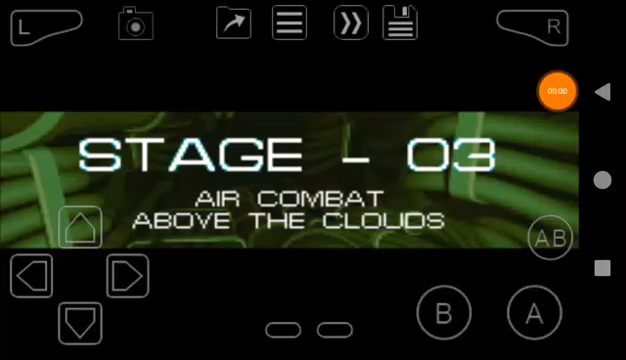 L
R
00:00
STAGE - 03
AIR COMBAT
ABOVE THE CLOUDS
AB
B
A